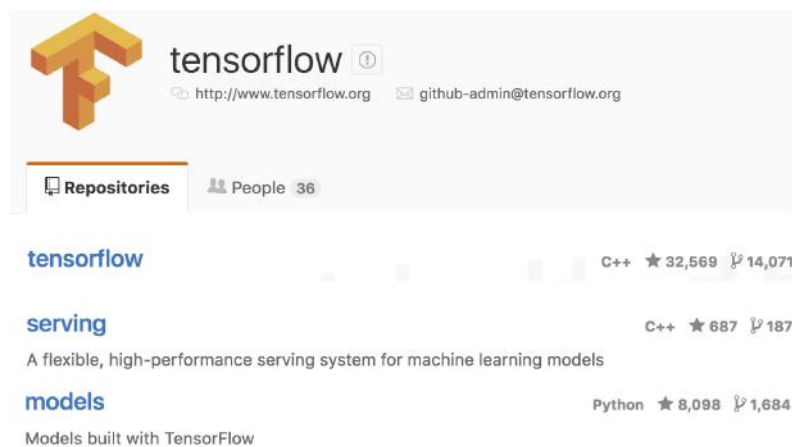 tensorflow
http://www.tensorflow.org github-admin@tensorflow.org
Repositories People 36
tensorflow C++ 32,569 14,071
serving C++ 687 187
A flexible, high-performance serving system for machine learning models
models Python 8,098 1,684
Models built with TensorFlow